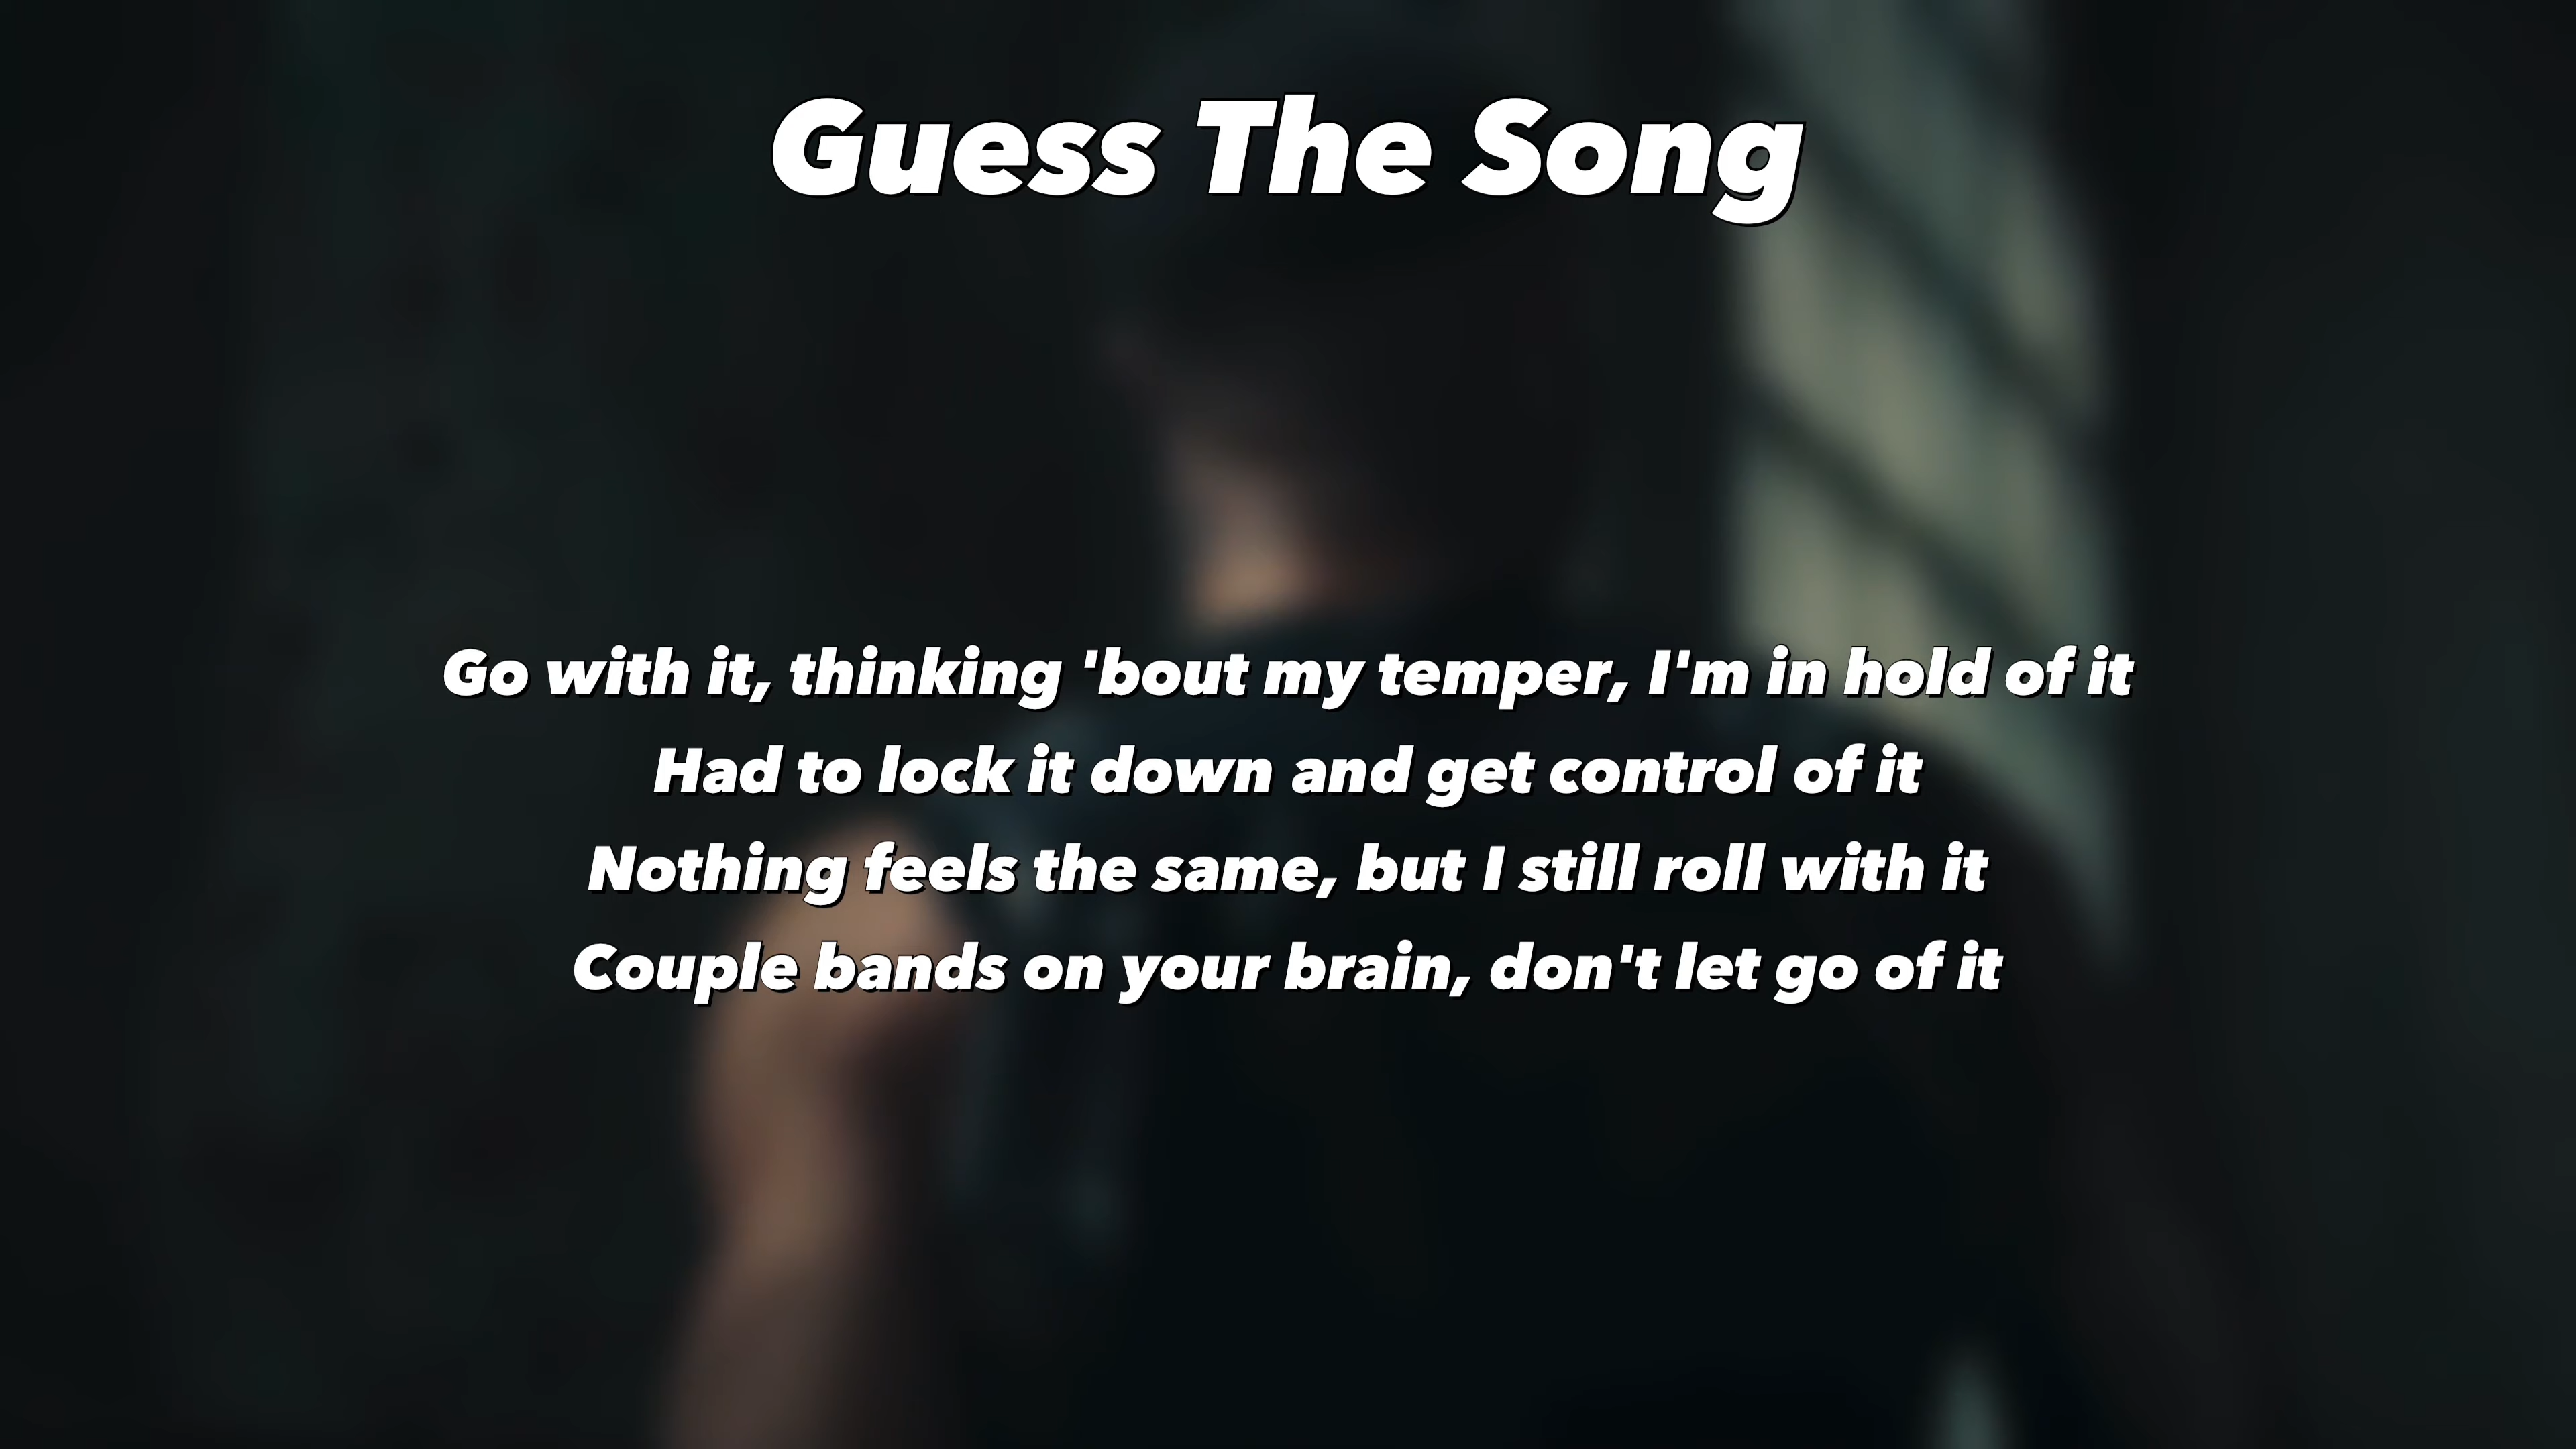 Guess The Song
Go with it, thinking 'bout my temper, I'm in hold of it
Had to lock it down and get control of it
Nothing feels the same, but I still roll with it
Couple bands on your brain, don't let go of it